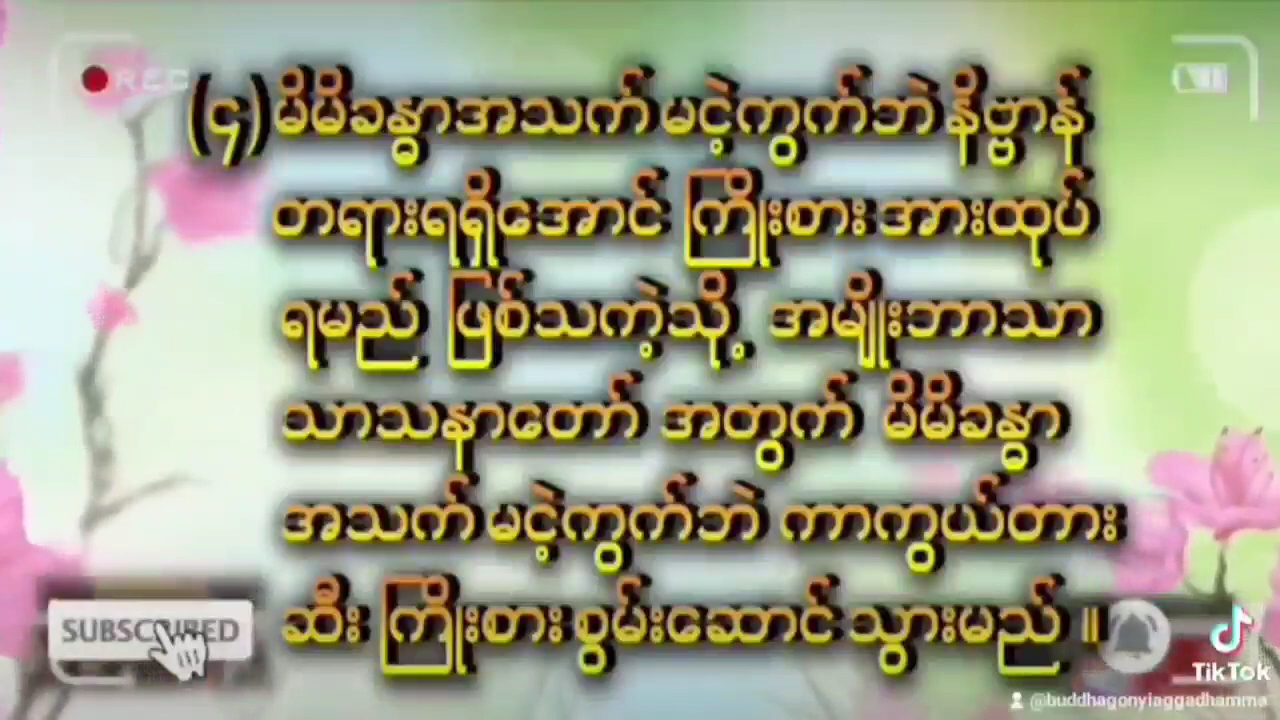 REC
(၄) မိမိခန္ဓာအသက် မငဲ့ကွက်ဘဲ နိဗ္ဗာန်
တရားရရှိအောင် ကြိုးစား အားထုပ်
ရမည် ဖြစ်သကဲ့သို့ အမျိုးဘာသာ
သာသနာတော် အတွက် မိမိခန္ဓာ
အသက် မငဲ့ကွက်ဘဲ ကာကွယ်တား
ဆီး ကြိုးစား စွမ်းဆောင် သွားမည် ။
SUBSCRIBED
TikTok
@buddhagonyiaggadhamma